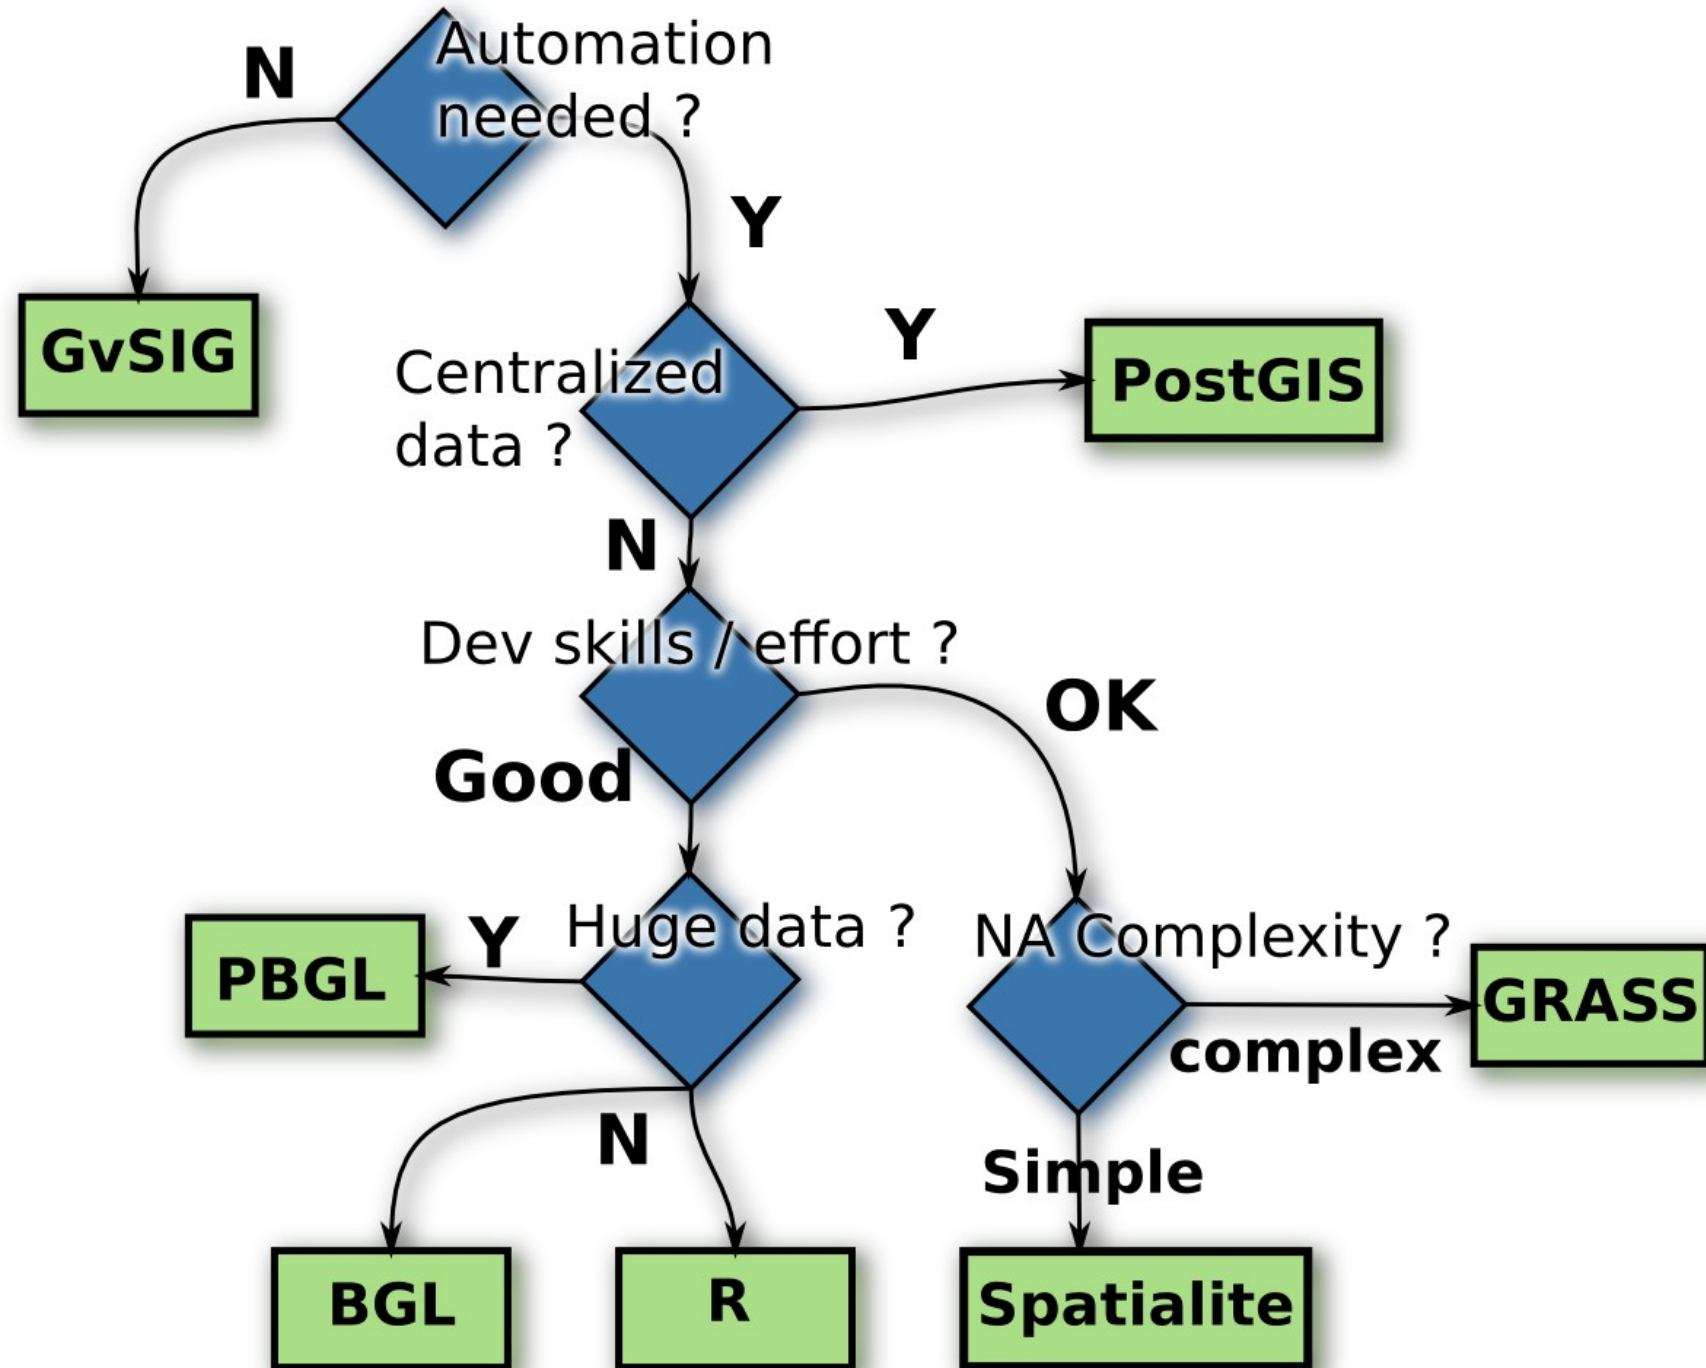 Automation
needed ?
N
Y
GvSIG
Y
PostGIS
Centralized
data ?
N
Dev skills / effort ?
OK
Good
Huge data ?
NA Complexity ?
Y
PBGL
GRASS
complex
N
Simple
BGL
R
Spatialite